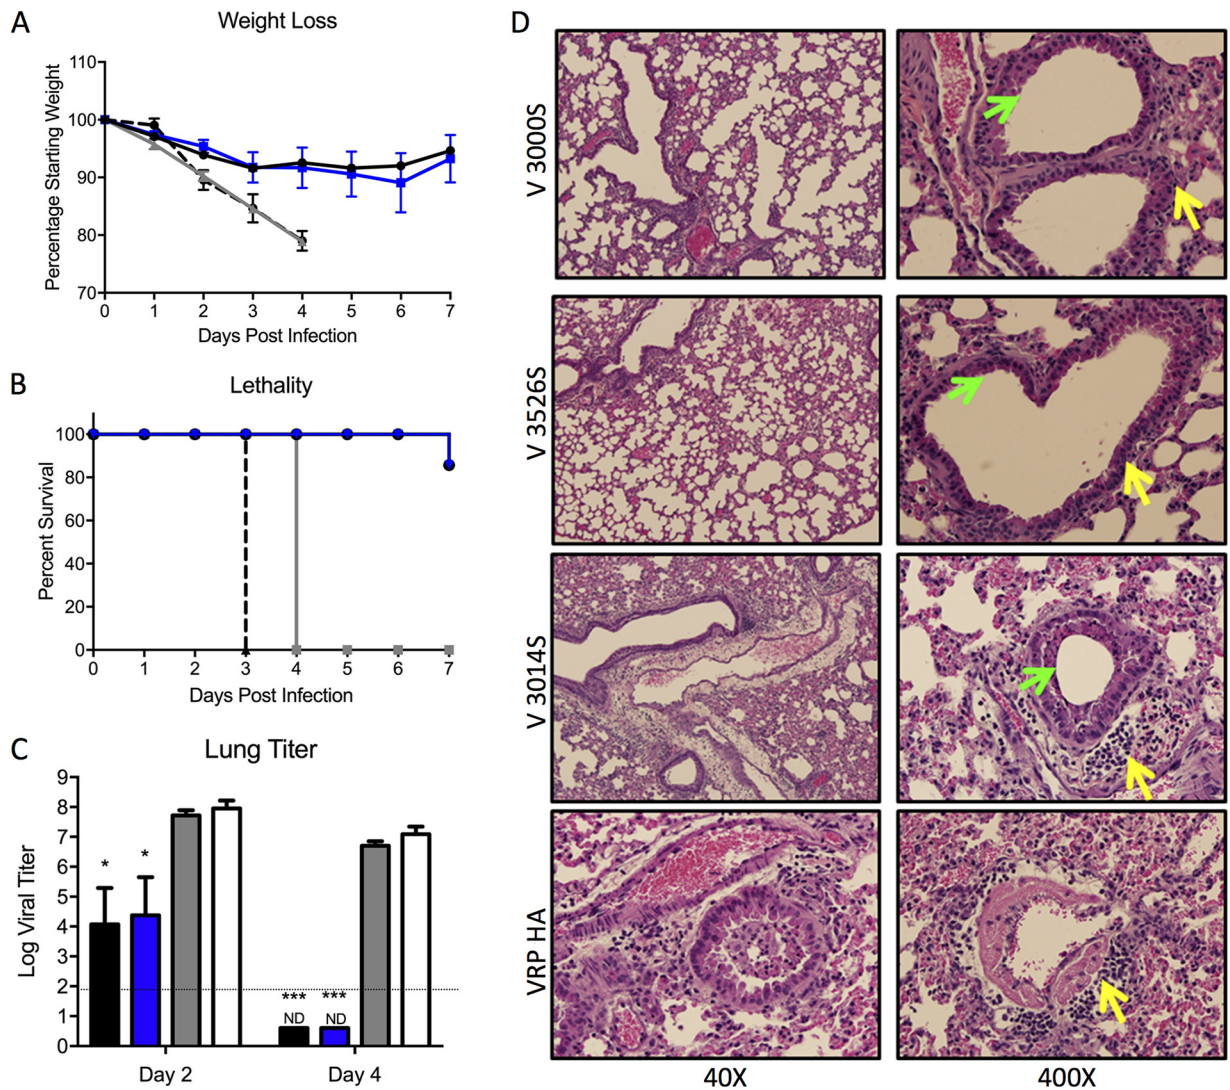 A
Weight Loss
Percentage Starting Weight
110
100
90
80
70
0 1 2 3 4 5 6 7
Days Post Infection
B
Lethality
Percent Survival
100
80
60
40
20
0
0 1 2 3 4 5 6 7
Days Post Infection
C
Lung Titer
Log Viral Titer
9
8
7
6
5
4
3
2
1
0
* *
*** ***
ND ND
Day 2 Day 4
D
V 3000S
V 3526S
V 3014S
VRP HA
40X 400X